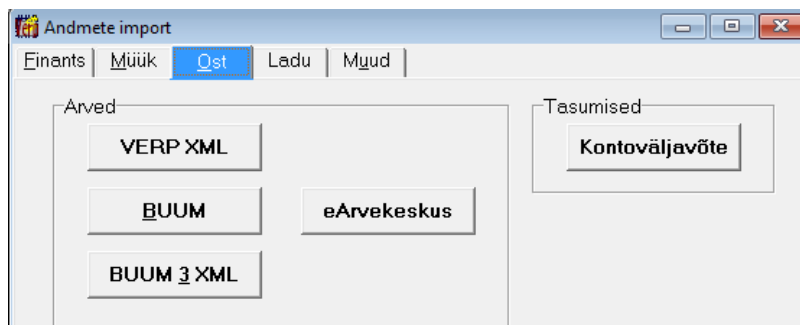 Andmete import
Finants Müük Ost Ladu Muud
Arved
Tasumised
VERP XML
Kontoväljavõte
BUUM
eArvekeskus
BUUM 3 XML